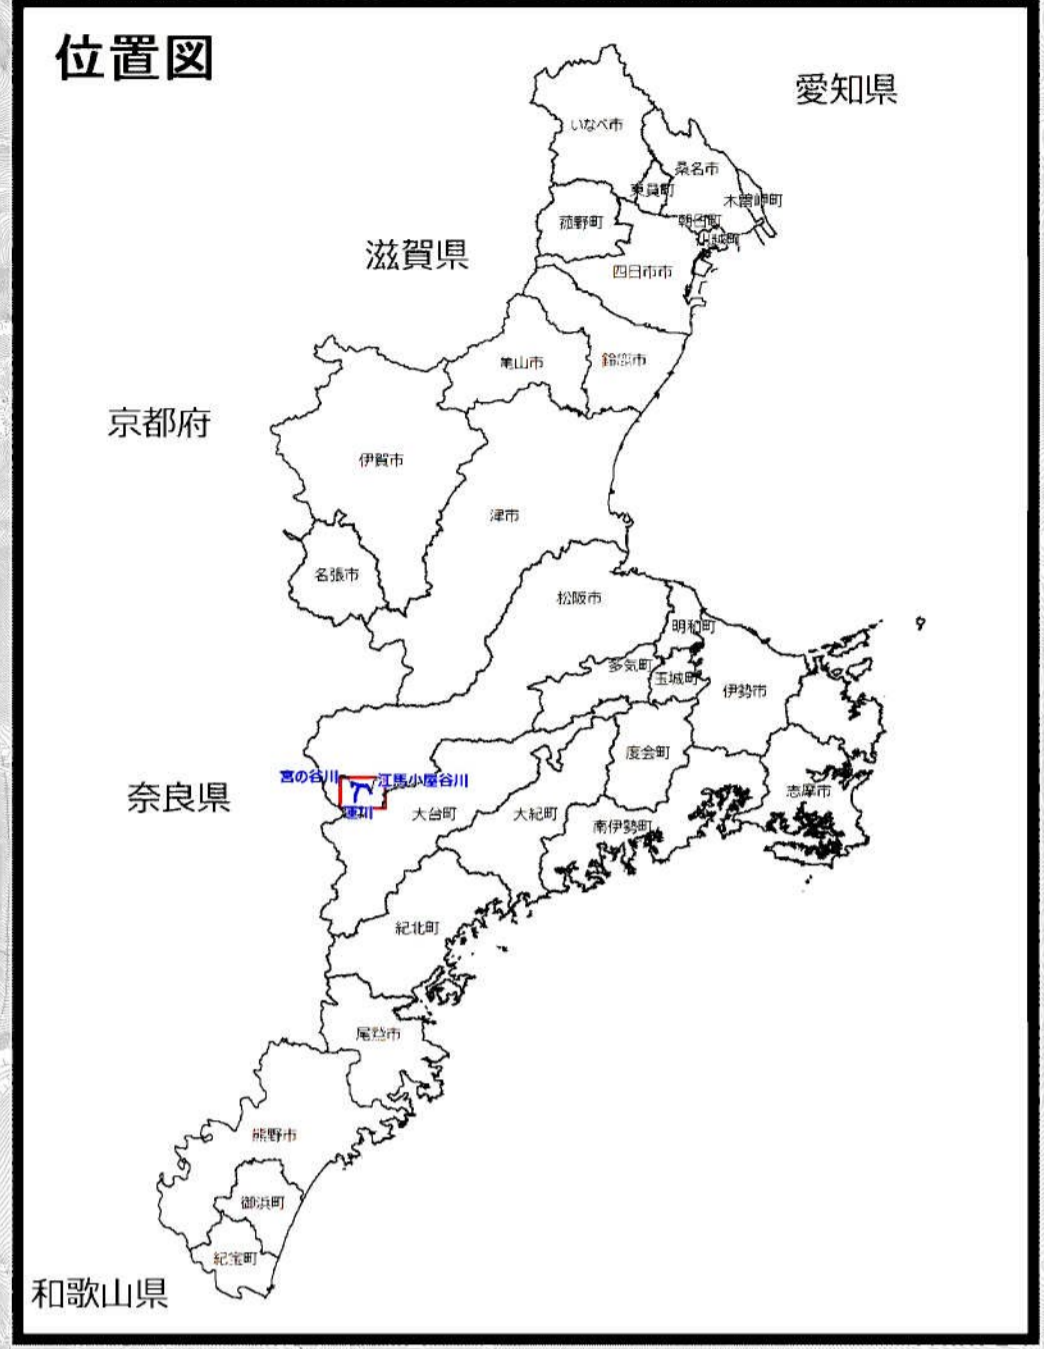 位置図
愛知県
いなべ市
桑名市
東員町
木曽岬町
菰野町
朝日町
川越町
滋賀県
四日市市
亀山市
鈴鹿市
京都府
伊賀市
津市
名張市
松阪市
明和町
多気町
玉城町
伊勢市
度会町
宮の谷川
江馬小屋谷川
奈良県
蓮川
大台町
大紀町
志摩市
南伊勢町
紀北町
尾鷲市
熊野市
御浜町
紀宝町
和歌山県